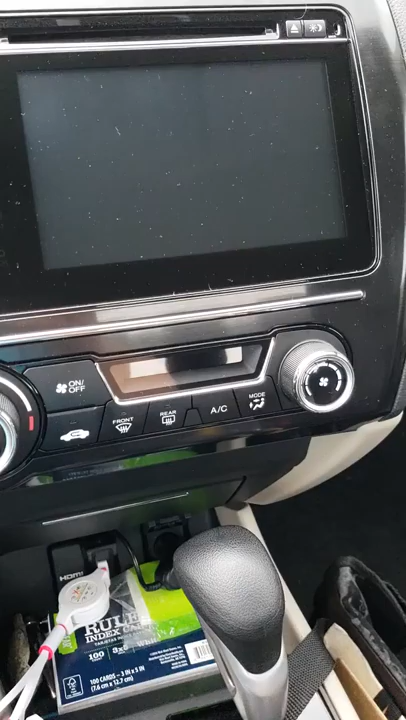 ON/
OFF
FRONT
REAR
A/C
MODE
HDMI
RULED
INDEX CARDS
100
3x5
100 CARDS – 3 IN x 5 IN
(7.6 cm x 12.7 cm)
FSC